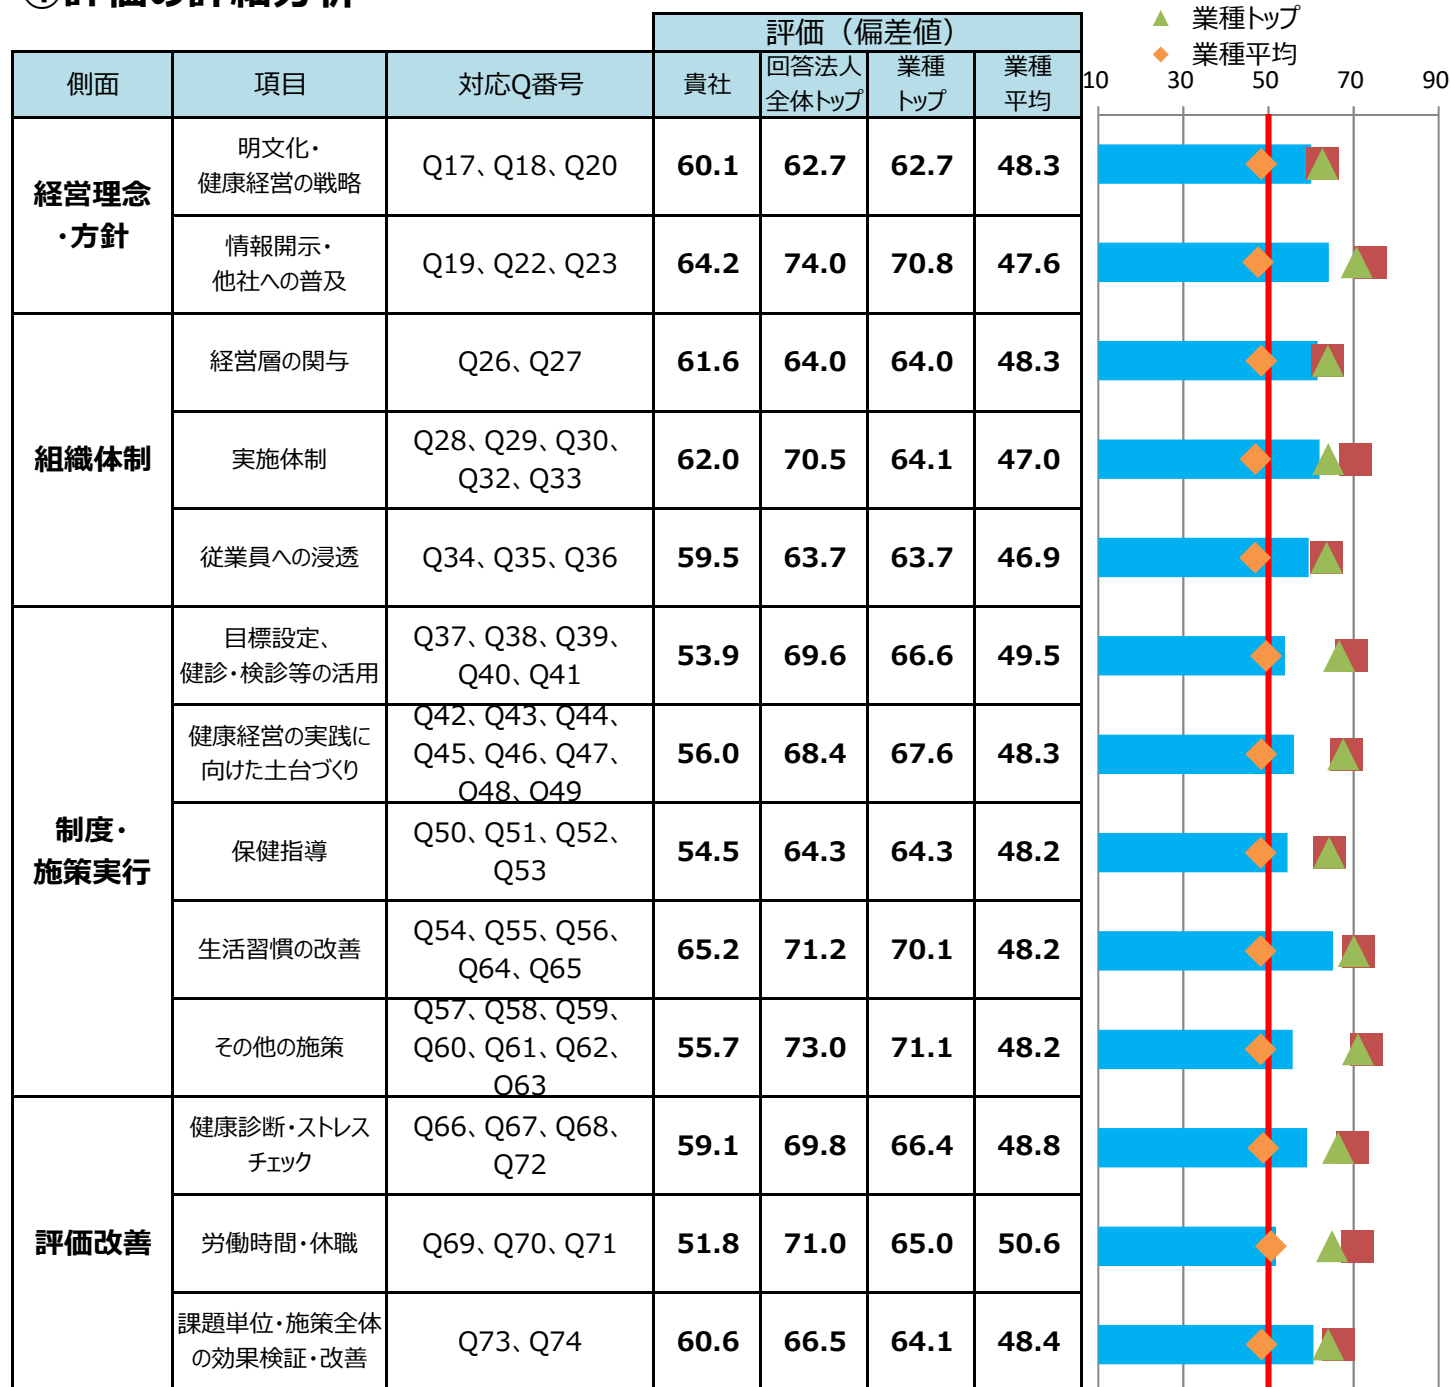 ①評価の詳細分析
業種トップ
業種平均
評価（偏差値）
側面 項目 対応Q番号 貴社 回答法人 業種 業種
全体トップ トップ 平均
10 30 50 70 90
経営理念
・方針
明文化・
健康経営の戦略
Q17、Q18、Q20 60.1 62.7 62.7 48.3
情報開示・
他社への普及
Q19、Q22、Q23 64.2 74.0 70.8 47.6
組織体制
経営層の関与 Q26、Q27 61.6 64.0 64.0 48.3
実施体制
Q28、Q29、Q30、
Q32、Q33
62.0 70.5 64.1 47.0
従業員への浸透 Q34、Q35、Q36 59.5 63.7 63.7 46.9
制度・
施策実行
目標設定、
健診・検診等の活用
Q37、Q38、Q39、
Q40、Q41
53.9 69.6 66.6 49.5
健康経営の実践に
向けた土台づくり
Q42、Q43、Q44、
Q45、Q46、Q47、
Q48、Q49
56.0 68.4 67.6 48.3
保健指導
Q50、Q51、Q52、
Q53
54.5 64.3 64.3 48.2
生活習慣の改善
Q54、Q55、Q56、
Q64、Q65
65.2 71.2 70.1 48.2
その他の施策
Q57、Q58、Q59、
Q60、Q61、Q62、
Q63
55.7 73.0 71.1 48.2
評価改善
健康診断・ストレス
チェック
Q66、Q67、Q68、
Q72
59.1 69.8 66.4 48.8
労働時間・休職 Q69、Q70、Q71 51.8 71.0 65.0 50.6
課題単位・施策全体
の効果検証・改善
Q73、Q74 60.6 66.5 64.1 48.4